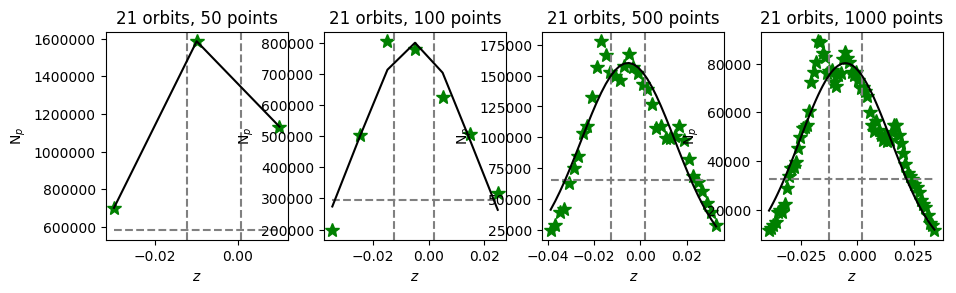 21 orbits, 50 points
1600000
1400000
1200000
1000000
800000
600000
N_p
−0.02
0.00
z
21 orbits, 100 points
800000
700000
600000
500000
400000
300000
200000
N_p
−0.02
0.00
0.02
z
21 orbits, 500 points
175000
150000
125000
100000
75000
25000
N_p
−0.04
−0.02
0.00
0.02
z
21 orbits, 1000 points
80000
60000
40000
20000
N_p
−0.025
0.000
0.025
z